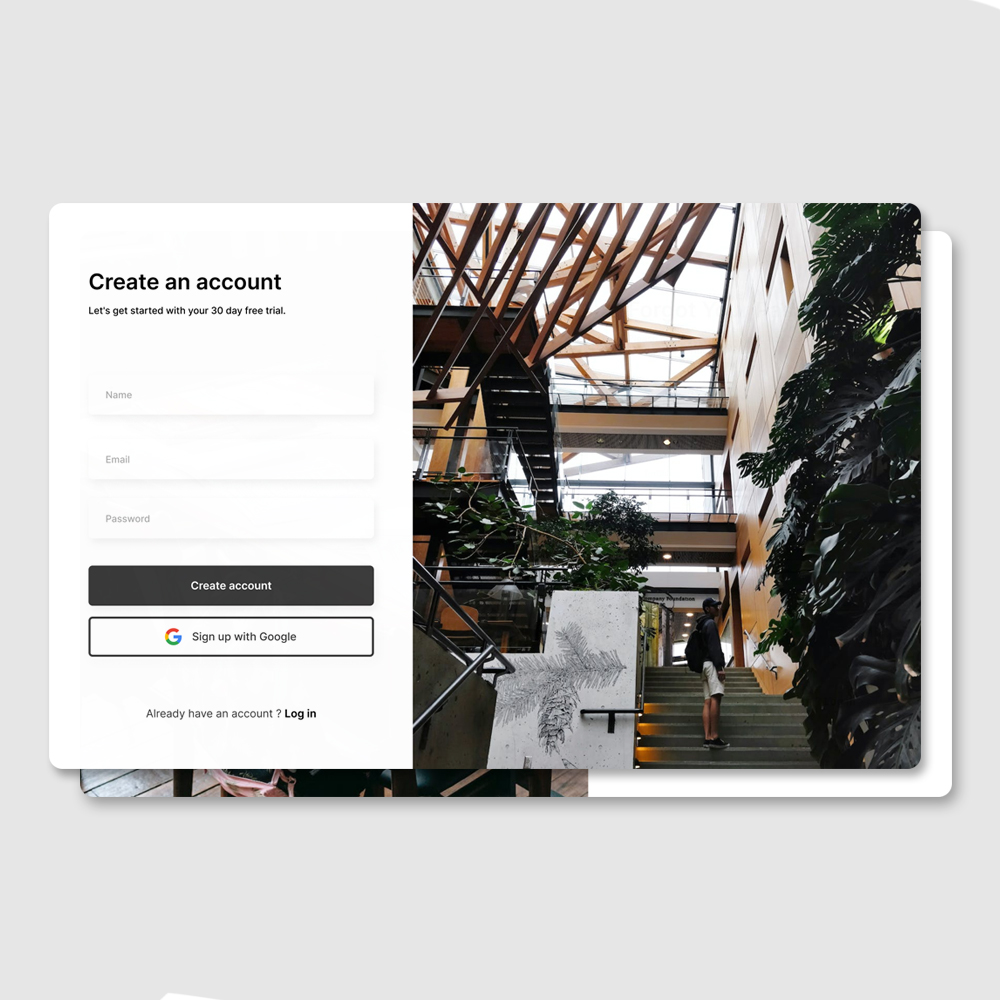 Create an account
Let's get started with your 30 day free trial.
Name
Email
Password
Create account
Sign up with Google
Already have an account ? Log in